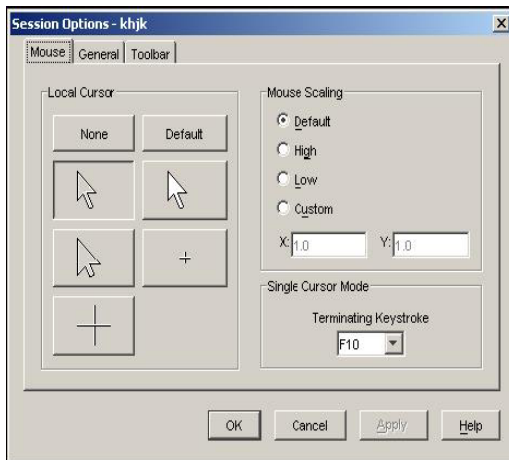 Session Options - khjk
Mouse General Toolbar
Local Cursor
None Default
Mouse Scaling
Default
High
Low
Custom
X: 1.0 Y: 1.0
Single Cursor Mode
Terminating Keystroke
F10
OK Cancel Apply Help